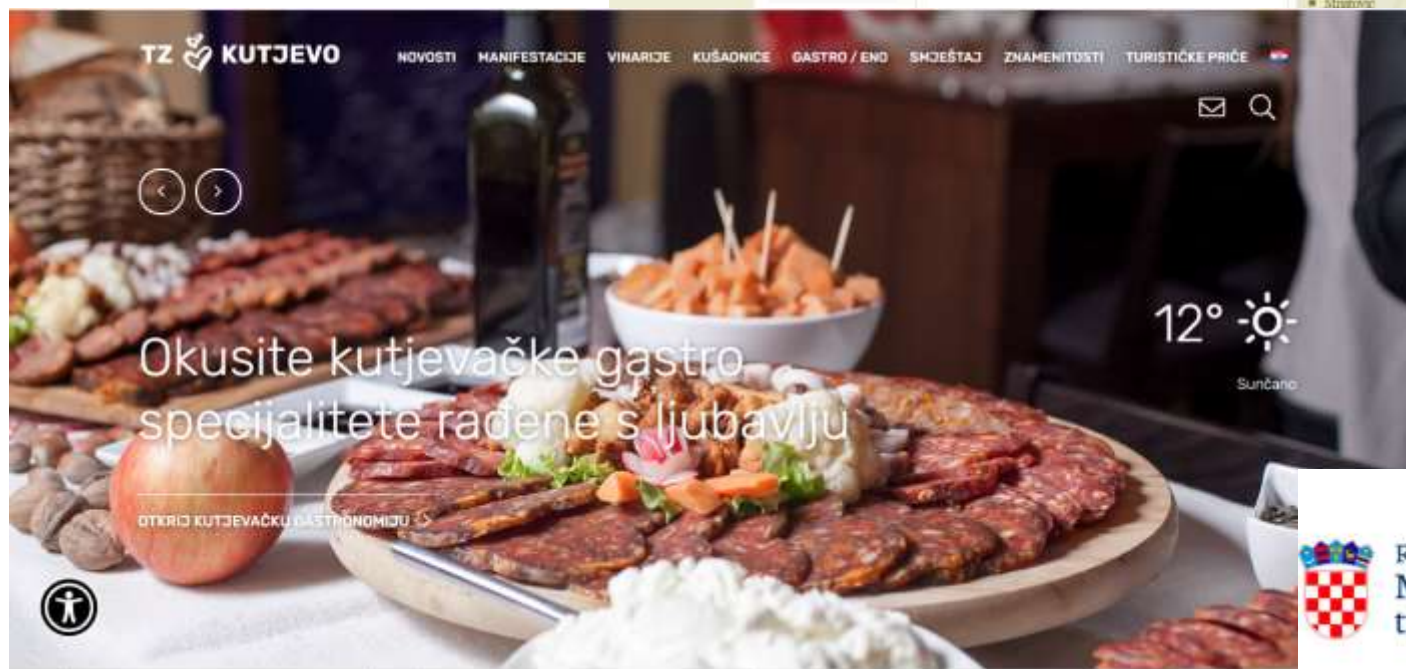 TZ KUTJEVO
NOVOSTI MANIFESTACIJE VINARIJE KUŠAONICE GASTRO / ENO SMJEŠTAJ ZNAMENITOSTI TURISTIČKE PRIČE
12°
Sunčano
Okusite kutjevačke gastro
specijalitete rađene s ljubavlju
OTKRIJ KUTJEVAČKU GASTRONOMIJU